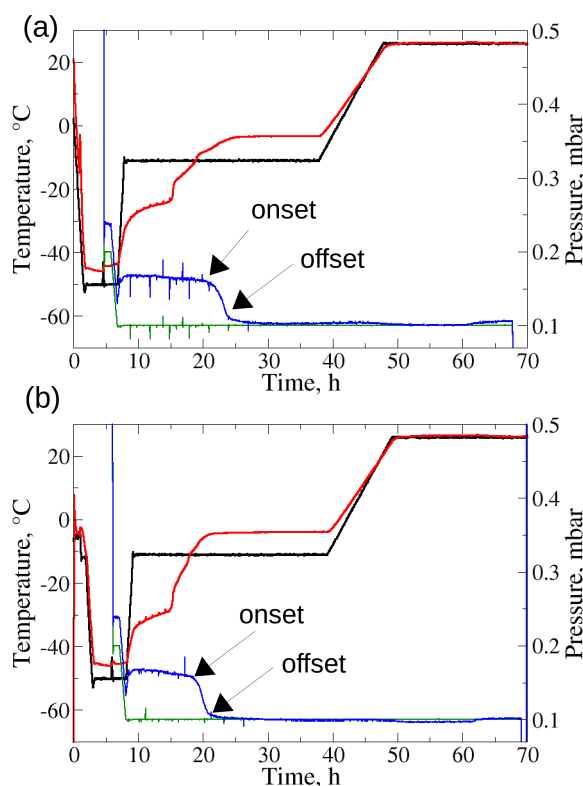 (a)
Temperature, °C
20
0
-20
-40
-60
0.5
0.4
0.3
0.2
0.1
Pressure, mbar
onset
offset
0 10 20 30 40 50 60 70
Time, h
(b)
Temperature, °C
20
0
-20
-40
-60
0.5
0.4
0.3
0.2
0.1
Pressure, mbar
onset
offset
0 10 20 30 40 50 60 70
Time, h